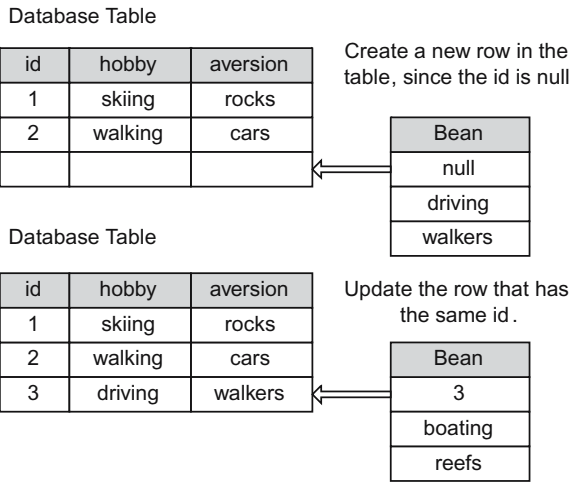 Database Table
id hobby aversion
1 skiing rocks
2 walking cars
Create a new row in the
table, since the id is null
Bean
null
driving
walkers
Database Table
id hobby aversion
1 skiing rocks
2 walking cars
3 driving walkers
Update the row that has
the same id.
Bean
3
boating
reefs